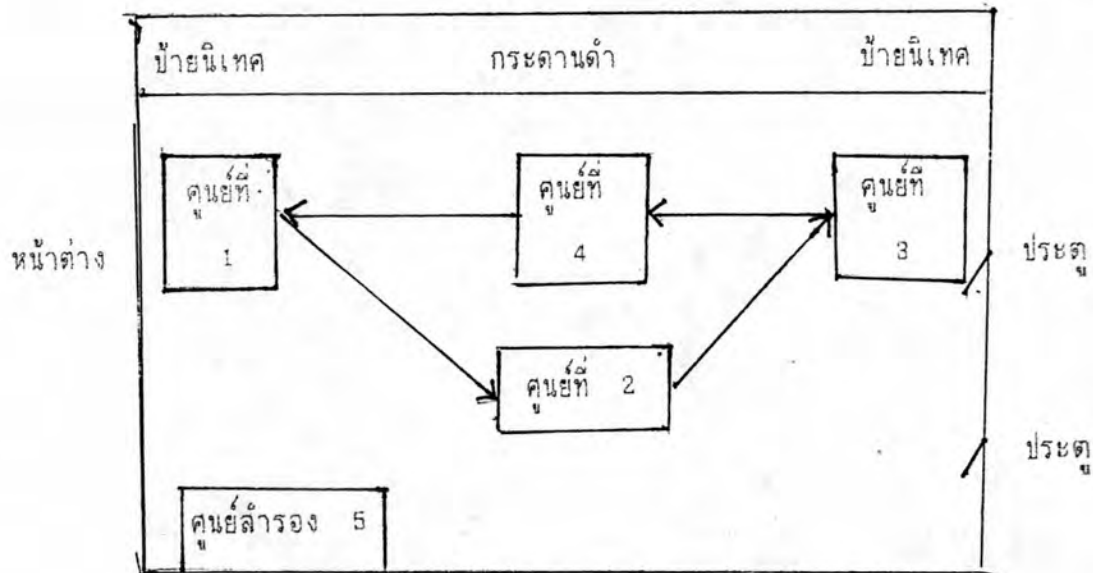 ป้ายนิเทศ กระดานดำ ป้ายนิเทศ
ศูนย์ที่
1
ศูนย์ที่
4
ศูนย์ที่
3
หน้าต่าง
ประตู
ศูนย์ที่ 2
ประตู
ศูนย์สำรอง 5